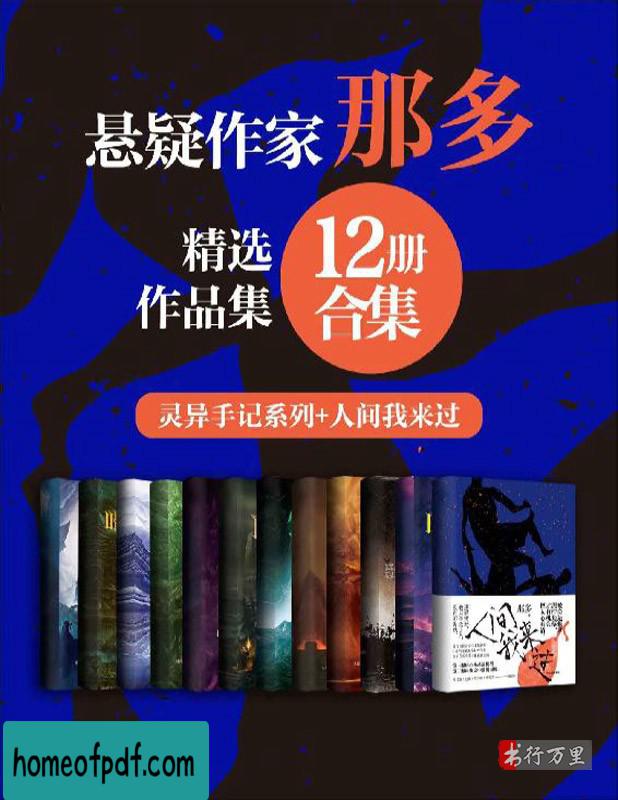 悬疑作家 那多
精选
作品集
12册
合集
灵异手记系列+人间我来过
那多
人间
我来过
homeofpdf.com
书行万里